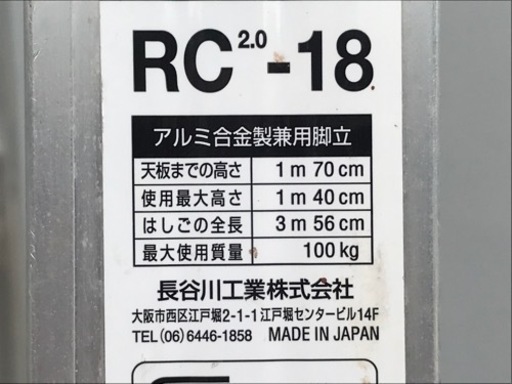 RC2.0-18
アルミ合金製兼用脚立
天板までの高さ 1m 70cm
使用最大高さ 1m 40cm
はしごの全長 3m 56cm
最大使用質量 100kg
長谷川工業株式会社
大阪市西区江戸堀2-1-1江戸堀センタービル14F
TEL(06)6446-1858 MADE IN JAPAN